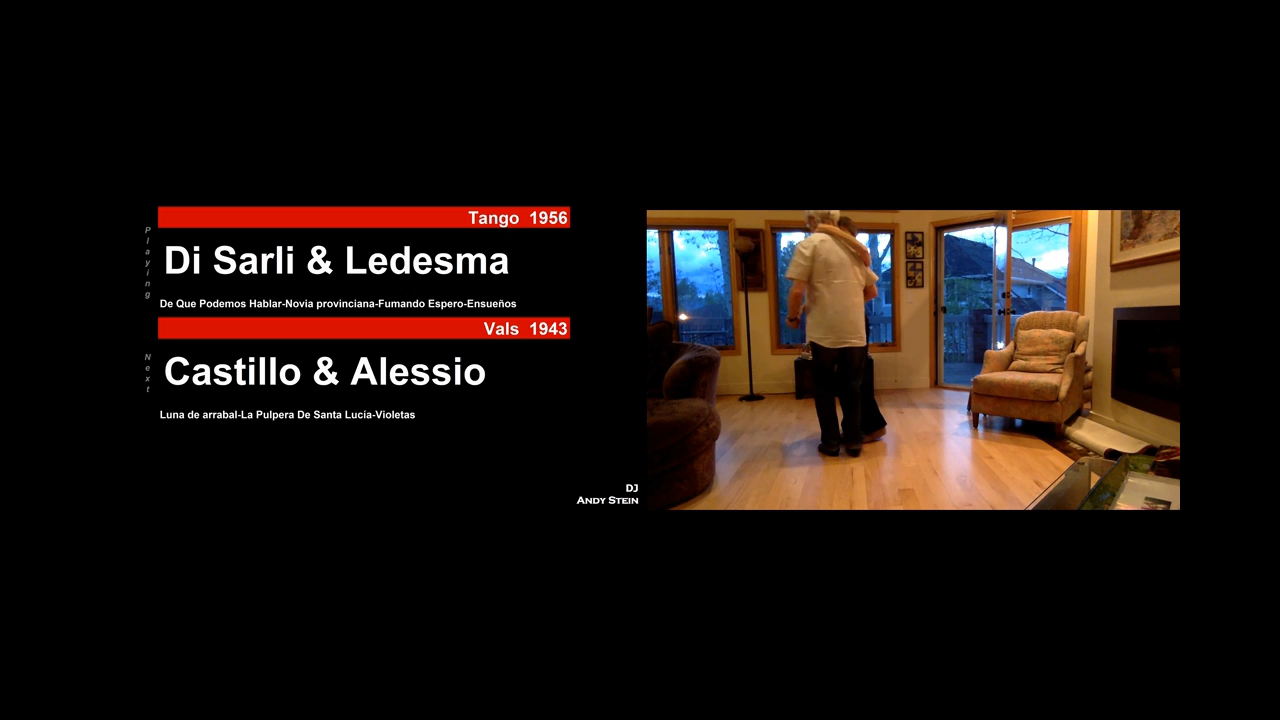 Playing
Tango 1956
Di Sarli & Ledesma
De Que Podemos Hablar-Novia provinciana-Fumando Espero-Ensueños
Next
Vals 1943
Castillo & Alessio
Luna de arrabal-La Pulpera De Santa Lucía-Violetas
DJ
Andy Stein